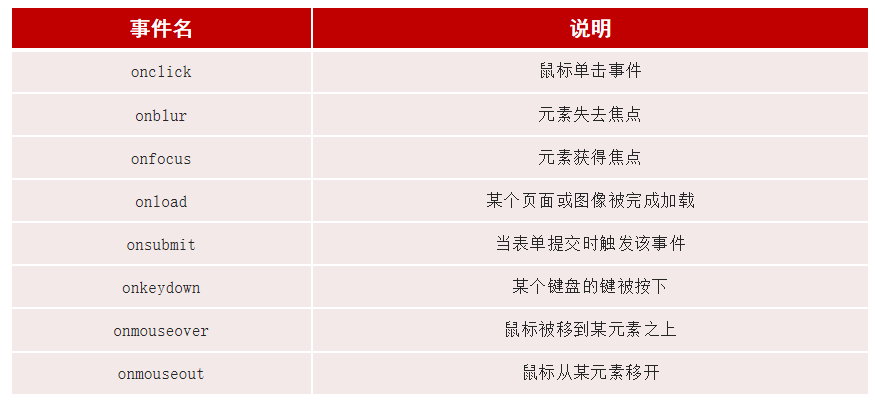 事件名 说明
onclick 鼠标单击事件
onblur 元素失去焦点
onfocus 元素获得焦点
onload 某个页面或图像被完成加载
onsubmit 当表单提交时触发该事件
onkeydown 某个键盘的键被按下
onmouseover 鼠标被移到某元素之上
onmouseout 鼠标从某元素移开